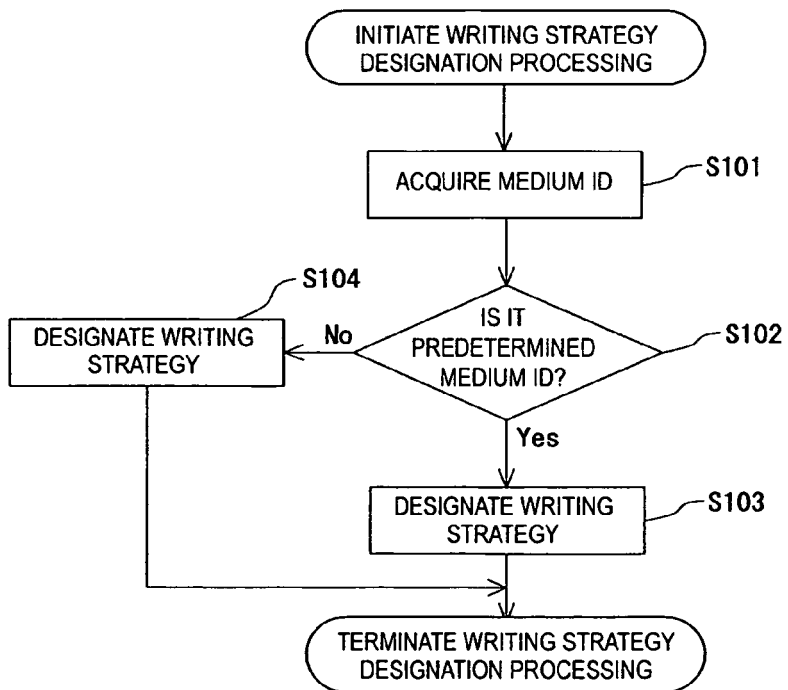 INITIATE WRITING STRATEGY
DESIGNATION PROCESSING
ACQUIRE MEDIUM ID
S101
IS IT
PREDETERMINED
MEDIUM ID?
S102
No
S104
DESIGNATE WRITING
STRATEGY
Yes
DESIGNATE WRITING
STRATEGY
S103
TERMINATE WRITING STRATEGY
DESIGNATION PROCESSING